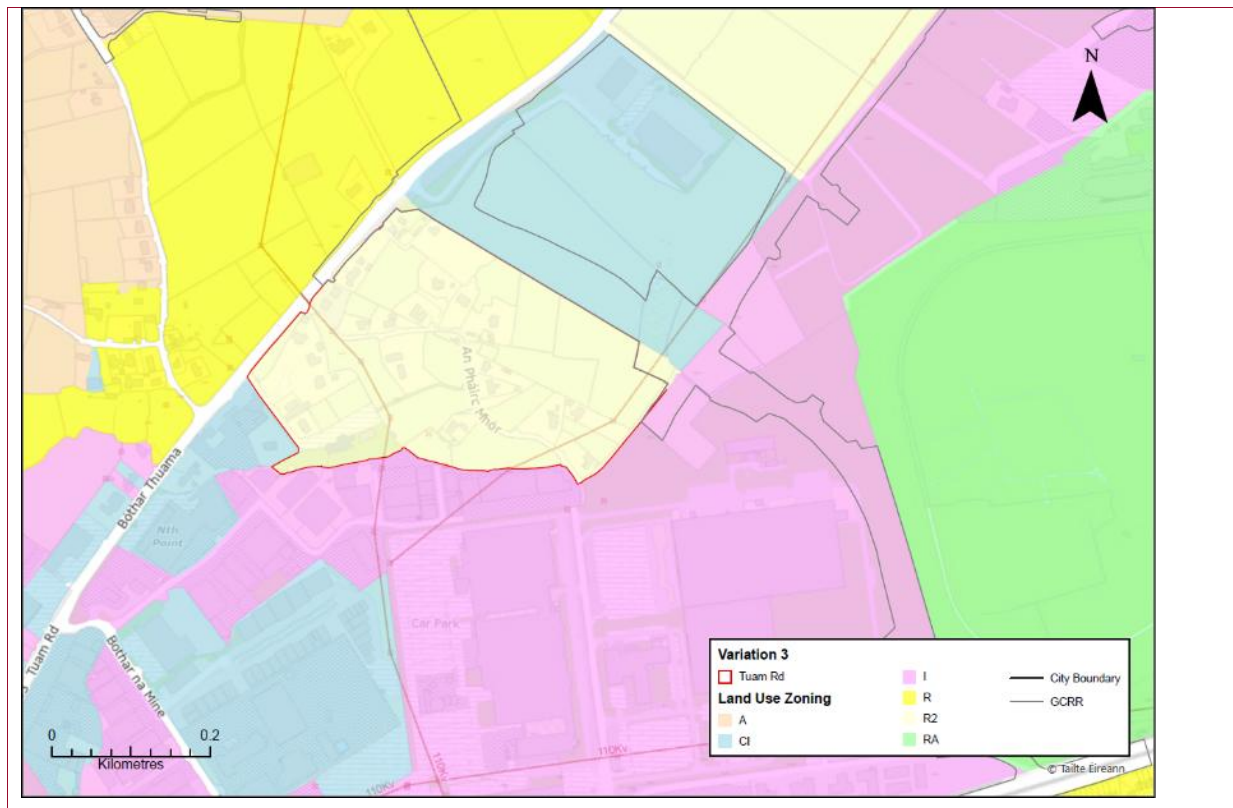 N
An Pháirc Mhór
Bóthar Thuama
Nth
Point
Car Park
Tuam Rd
Bóthar na Mine
110Kv
110Kv
110Kv
0 0.2
Kilometres
Variation 3
Tuam Rd
Land Use Zoning
A
CI
I
R
R2
RA
City Boundary
GCRR
© Tailte Éireann